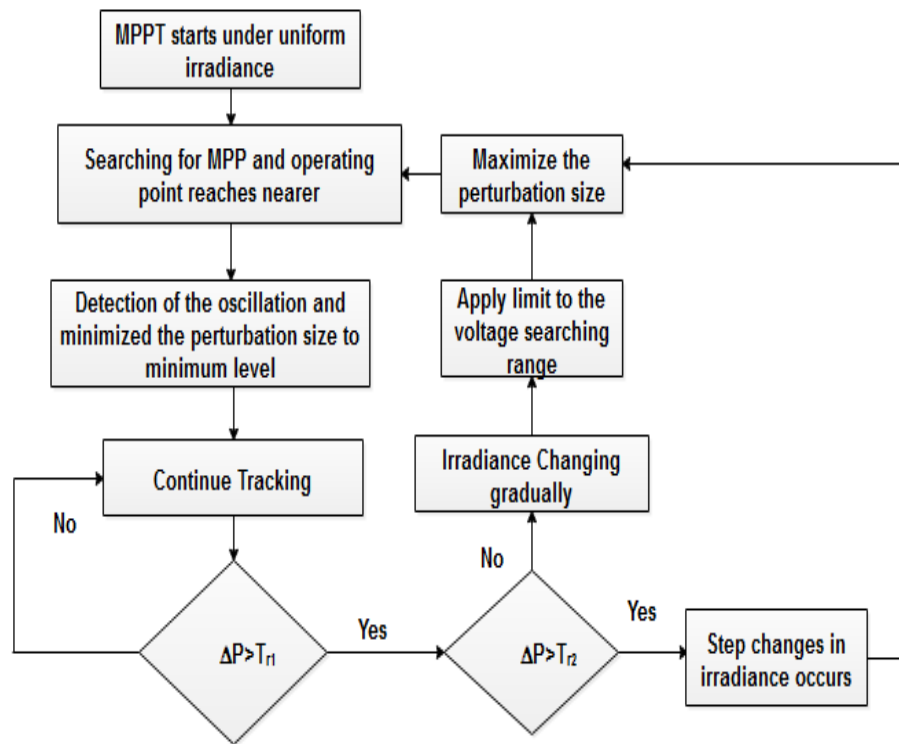 MPPT starts under uniform
irradiance
Searching for MPP and operating
point reaches nearer
Maximize the
perturbation size
Detection of the oscillation and
minimized the perturbation size to
minimum level
Apply limit to the
voltage searching
range
Continue Tracking
Irradiance Changing
gradually
No
No
Yes
Yes
ΔP>Tr1
ΔP>Tr2
Step changes in
irradiance occurs